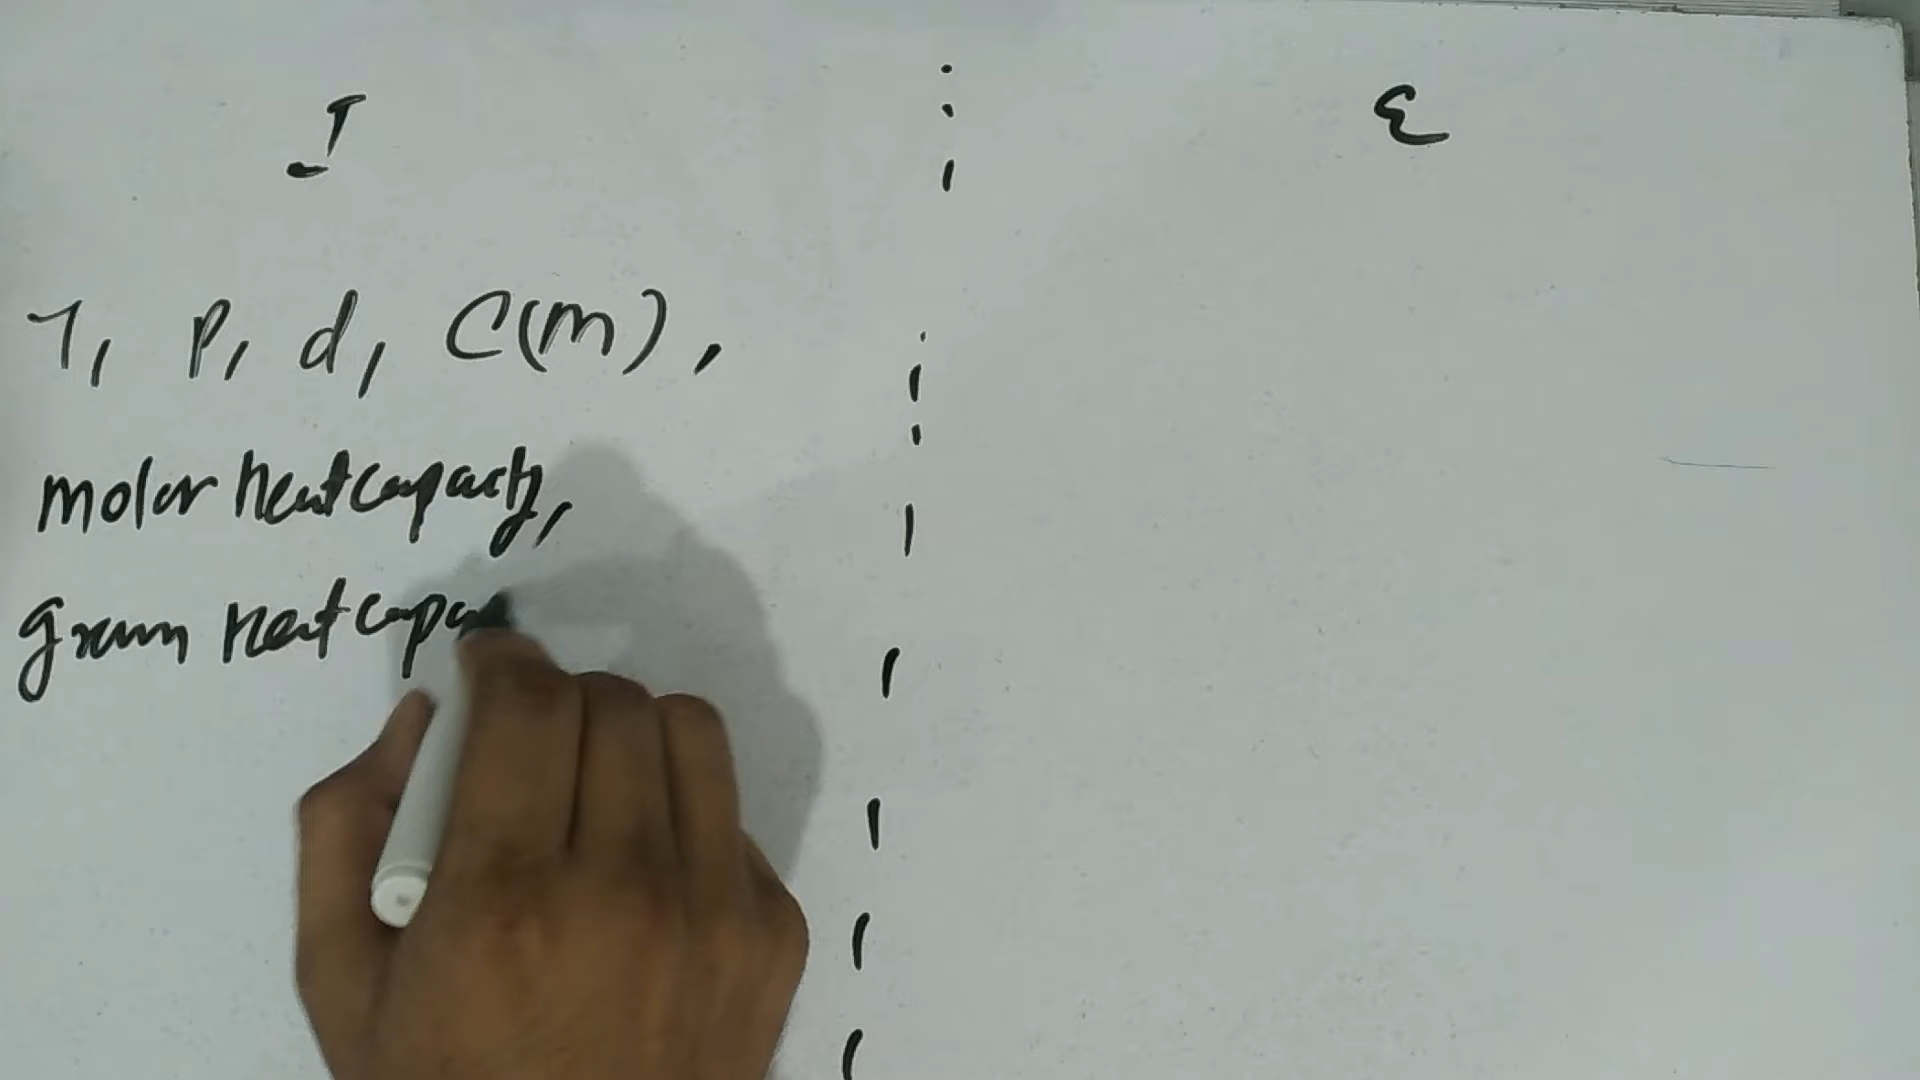 I ε
T, P, d, C(m),
molar heat capacity,
gram heat capa